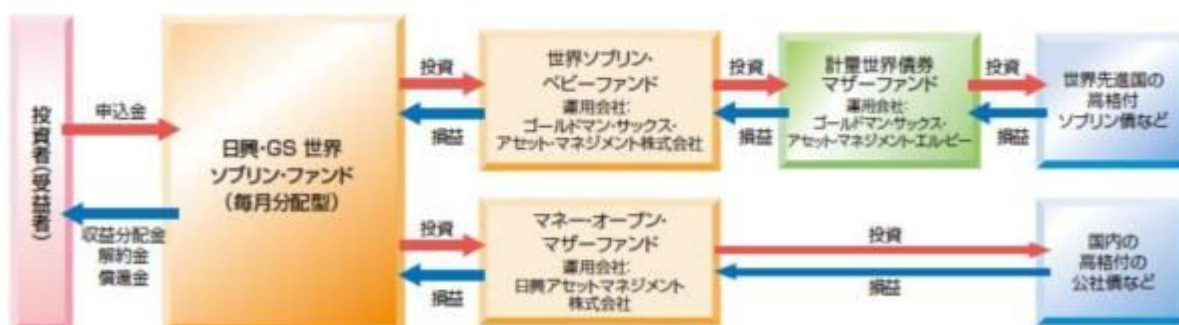 投資者(受益者)
申込金
収益分配金
解約金
償還金
日興・GS 世界
ソブリン・ファンド
(毎月分配型)
投資
損益
世界ソブリン・
ベビーファンド
運用会社:
ゴールドマン・サックス・
アセット・マネジメント株式会社
投資
損益
計量世界債券
マザーファンド
運用会社:
ゴールドマン・サックス・
アセット・マネジメント・エル・ピー
投資
損益
世界先進国の
高格付
ソブリン債など
投資
損益
マネー・オープン・
マザーファンド
運用会社:
日興アセットマネジメント
株式会社
投資
損益
国内の
高格付の
公社債など